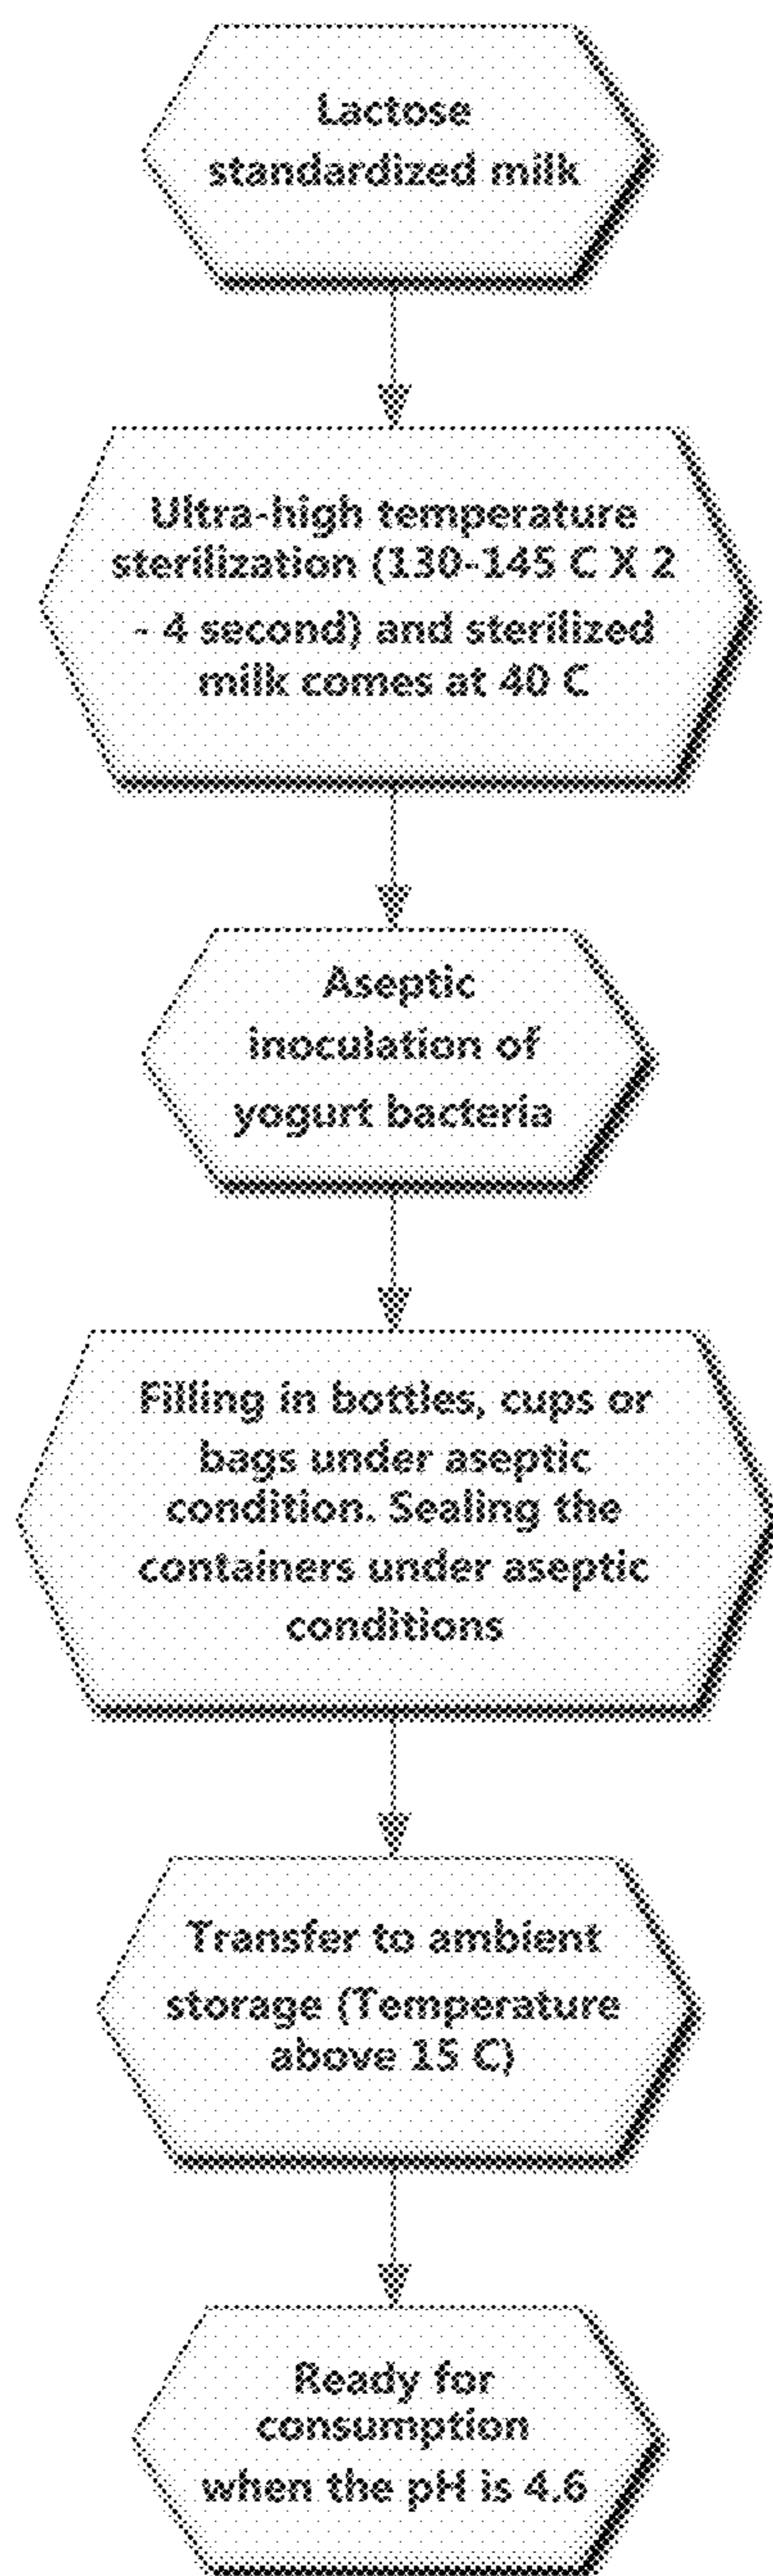 Lactose
standardized milk
Ultra-high temperature
sterilization (130-145 C X 2
- 4 second) and sterilized
milk comes at 40 C
Aseptic
inoculation of
yogurt bacteria
Filling in bottles, cups or
bags under aseptic
condition. Sealing the
containers under aseptic
conditions
Transfer to ambient
storage (Temperature
above 15 C)
Ready for
consumption
when the pH is 4.6